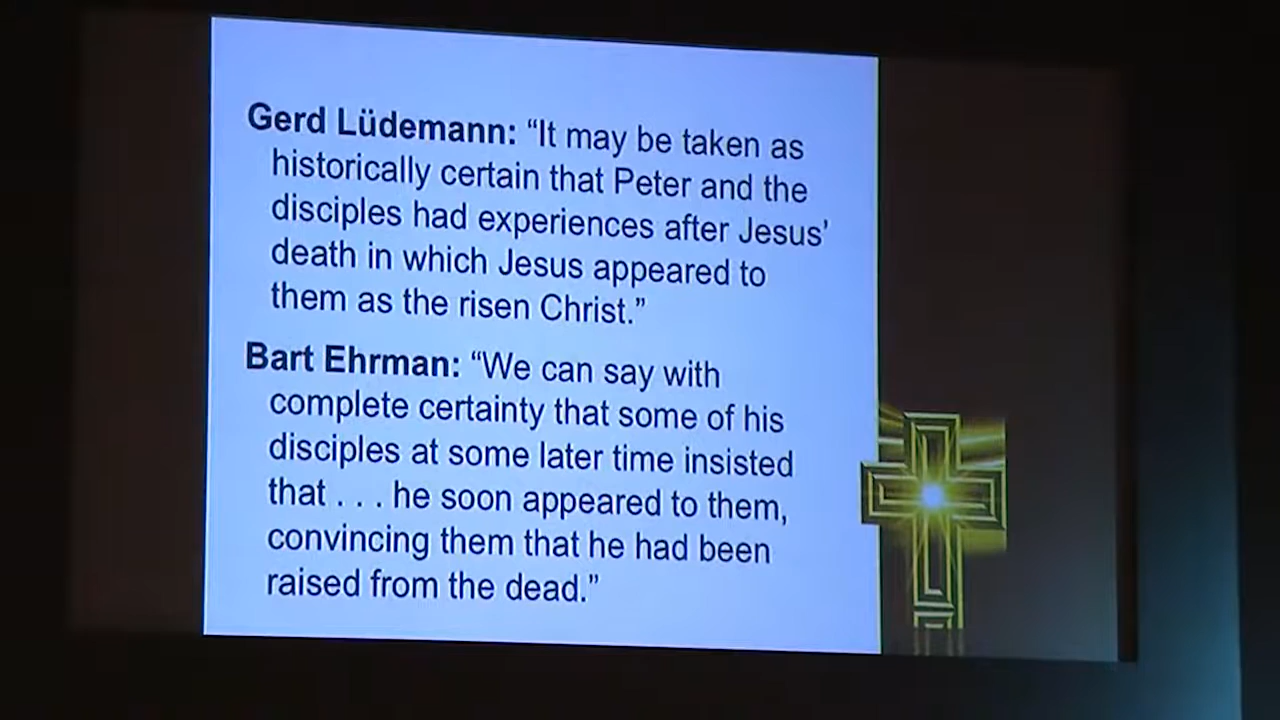 Gerd Lüdemann: “It may be taken as
historically certain that Peter and the
disciples had experiences after Jesus’
death in which Jesus appeared to
them as the risen Christ.”
Bart Ehrman: “We can say with
complete certainty that some of his
disciples at some later time insisted
that . . . he soon appeared to them,
convincing them that he had been
raised from the dead.”